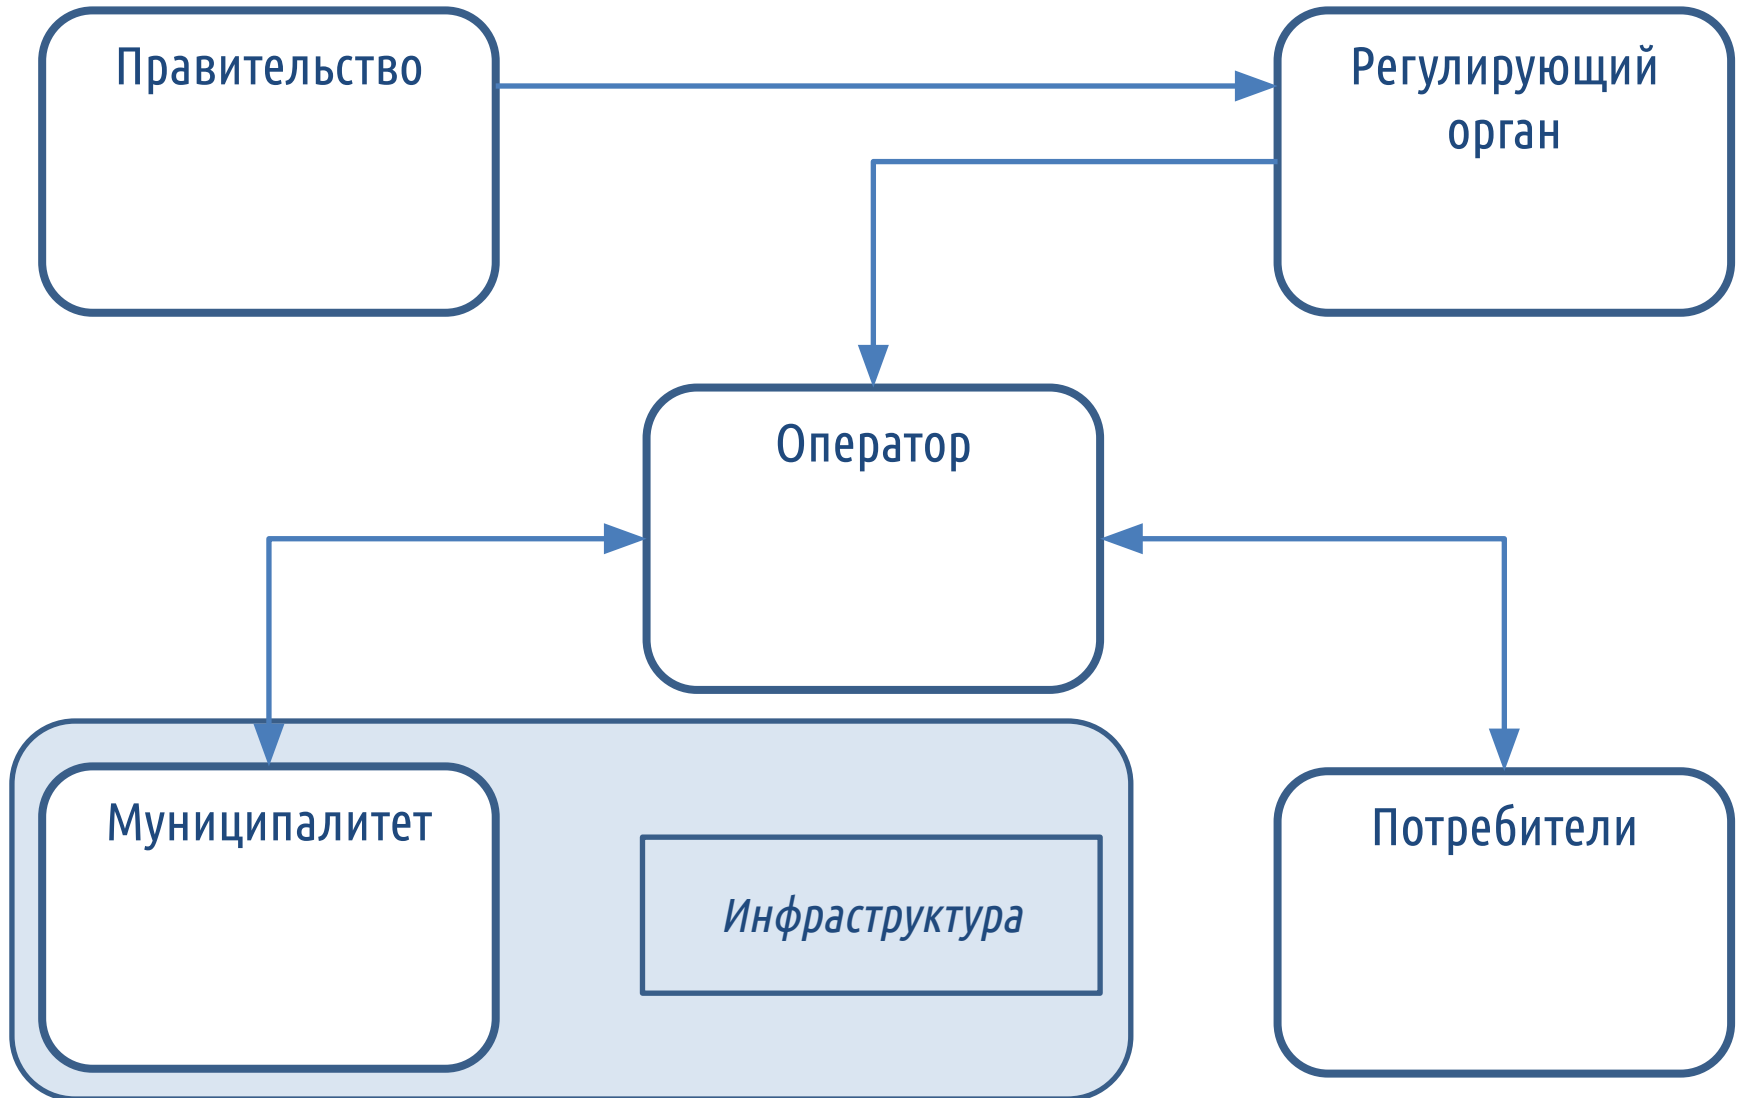 Правительство
Регулирующий
орган
Оператор
Муниципалитет
Инфраструктура
Потребители